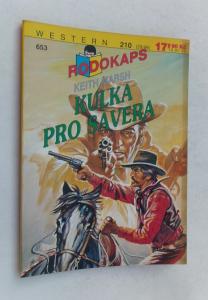 WESTERN 210
653
RODOKAPS
KEITH MARSH
KULKA
PRO SAVERA